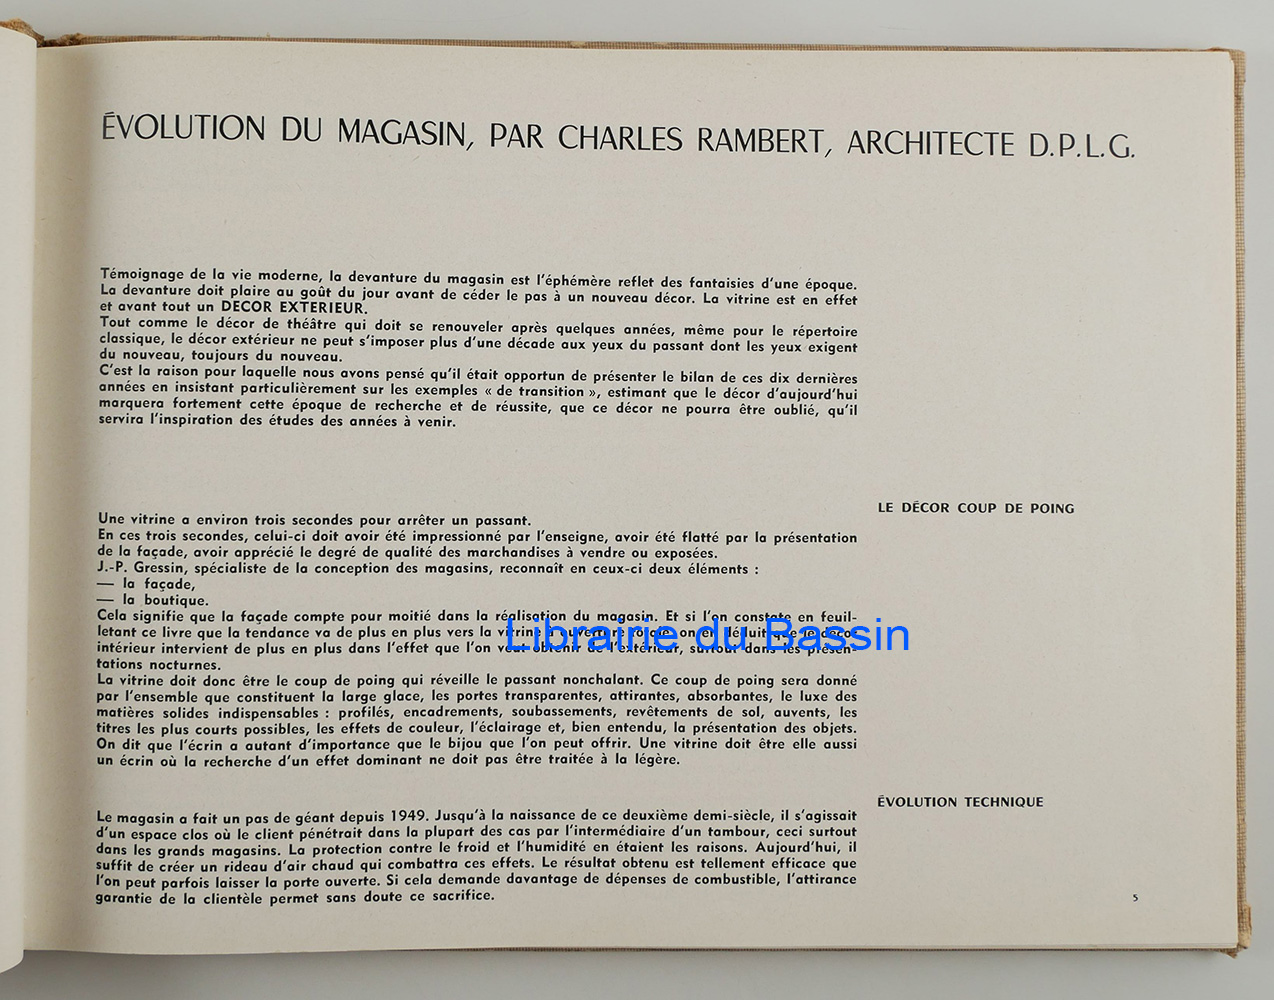 ÉVOLUTION DU MAGASIN, PAR CHARLES RAMBERT, ARCHITECTE D.P.L.G.
Témoignage de la vie moderne, la devanture du magasin est l'éphémère reflet des fantaisies d'une époque.
La devanture doit plaire au goût du jour avant de céder le pas à un nouveau décor. La vitrine est en effet
et avant tout un DECOR EXTERIEUR.
Tout comme le décor de théâtre qui doit se renouveler après quelques années, même pour le répertoire
classique, le décor extérieur ne peut s'imposer plus d'une décade aux yeux du passant dont les yeux exigent
du nouveau, toujours du nouveau.
C'est la raison pour laquelle nous avons pensé qu'il était opportun de présenter le bilan de ces dix dernières
années en insistant particulièrement sur les exemples « de transition », estimant que le décor d'aujourd'hui
marquera fortement cette époque de recherche et de réussite, que ce décor ne pourra être oublié, qu'il
servira l'inspiration des études des années à venir.
LE DÉCOR COUP DE POING
Une vitrine a environ trois secondes pour arrêter un passant.
En ces trois secondes, celui-ci doit avoir été impressionné par l'enseigne, avoir été flatté par la présentation
de la façade, avoir apprécié le degré de qualité des marchandises à vendre ou exposées.
J.-P. Gressin, spécialiste de la conception des magasins, reconnaît en ceux-ci deux éléments :
— la façade,
— la boutique.
Cela signifie que la façade compte pour moitié dans la réalisation du magasin. Et si l'on constate en feuil-
letant ce livre que la tendance va de plus en plus vers la vitrine à ouverture totale, on en déduit que le décor
intérieur intervient de plus en plus dans l'effet que l'on veut obtenir de l'extérieur, surtout dans les présen-
tations nocturnes.
Librairie du Bassin
La vitrine doit donc être le coup de poing qui réveille le passant nonchalant. Ce coup de poing sera donné
par l'ensemble que constituent la large glace, les portes transparentes, attirantes, absorbantes, le luxe des
matières solides indispensables : profilés, encadrements, soubassements, revêtements de sol, auvents, les
titres les plus courts possibles, les effets de couleur, l'éclairage et, bien entendu, la présentation des objets.
On dit que l'écrin a autant d'importance que le bijou que l'on peut offrir. Une vitrine doit être elle aussi
un écrin où la recherche d'un effet dominant ne doit pas être traitée à la légère.
ÉVOLUTION TECHNIQUE
Le magasin a fait un pas de géant depuis 1949. Jusqu'à la naissance de ce deuxième demi-siècle, il s'agissait
d'un espace clos où le client pénétrait dans la plupart des cas par l'intermédiaire d'un tambour, ceci surtout
dans les grands magasins. La protection contre le froid et l'humidité en étaient les raisons. Aujourd'hui, il
suffit de créer un rideau d'air chaud qui combattra ces effets. Le résultat obtenu est tellement efficace que
l'on peut parfois laisser la porte ouverte. Si cela demande davantage de dépenses de combustible, l'attirance
garantie de la clientèle permet sans doute ce sacrifice.
5